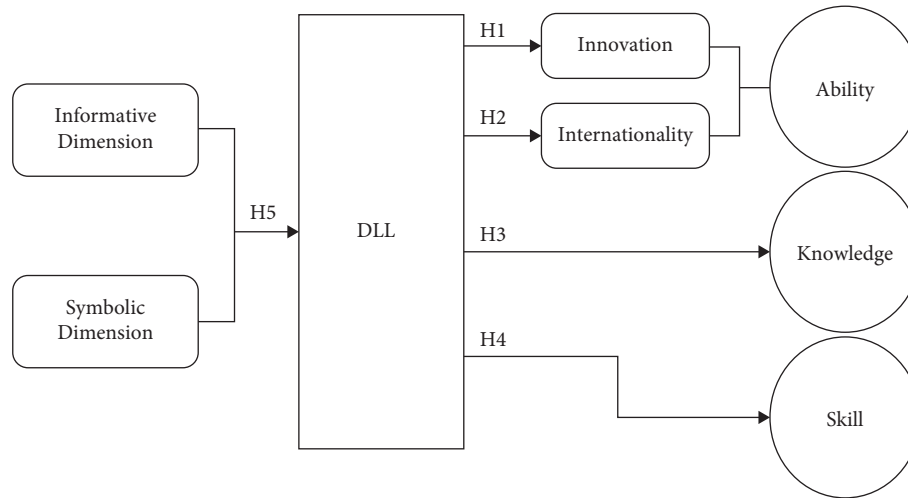 Informative
Dimension
Symbolic
Dimension
H5
DLL
H1
Innovation
H2
Internationality
Ability
H3
Knowledge
H4
Skill